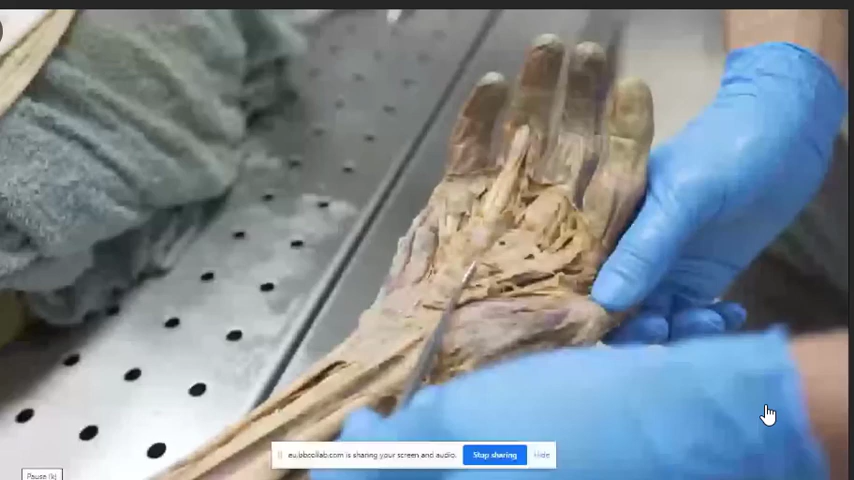 eu.bbcollab.com is sharing your screen and audio. Stop sharing Hide
Pause (k)